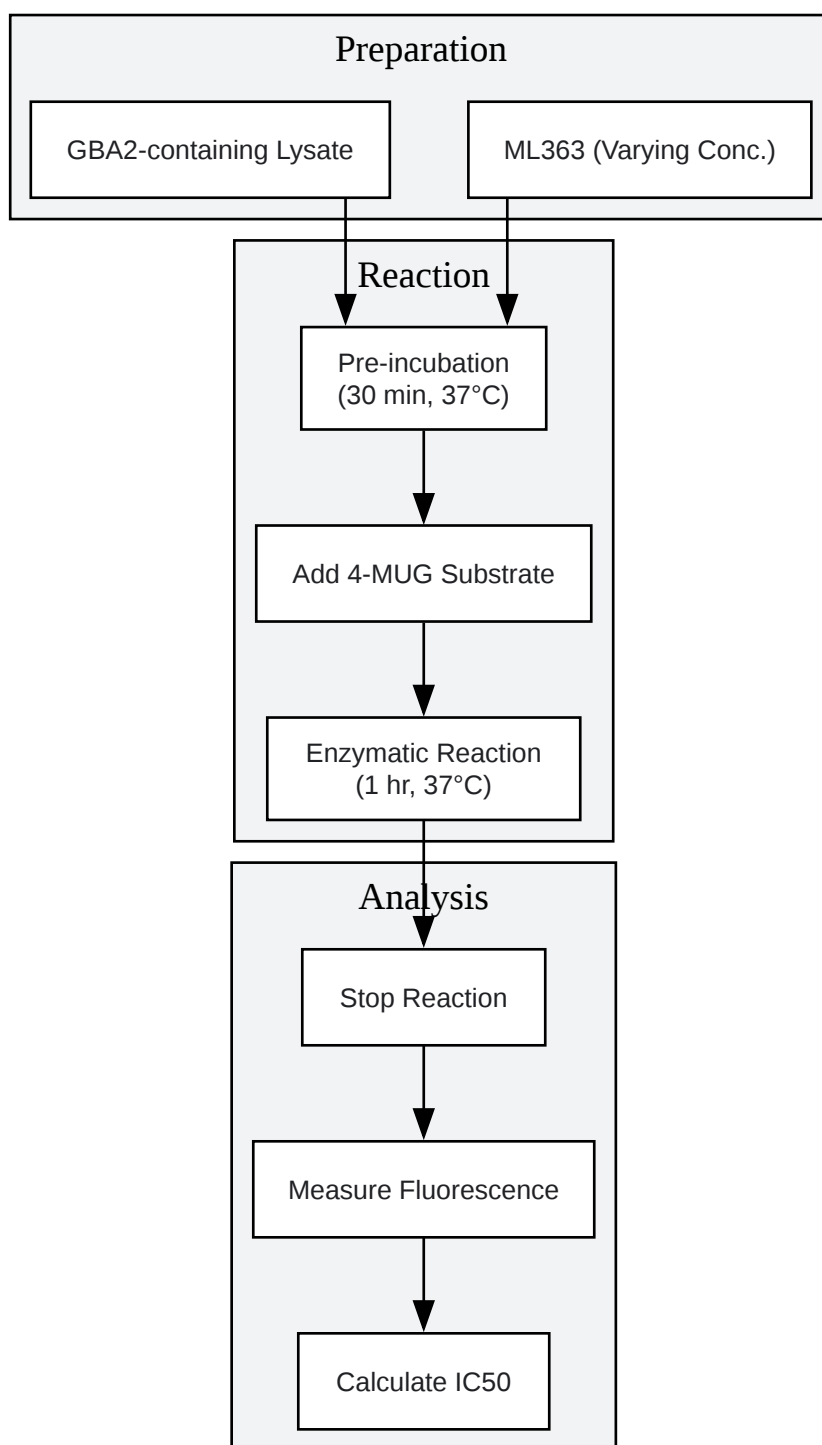 Preparation
GBA2-containing Lysate
ML363 (Varying Conc.)
Reaction
Pre-incubation
(30 min, 37°C)
Add 4-MUG Substrate
Enzymatic Reaction
(1 hr, 37°C)
Analysis
Stop Reaction
Measure Fluorescence
Calculate IC50